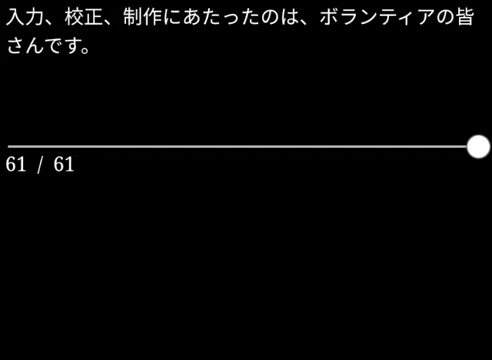 入力、校正、制作にあたったのは、ボランティアの皆
さんです。
61 / 61